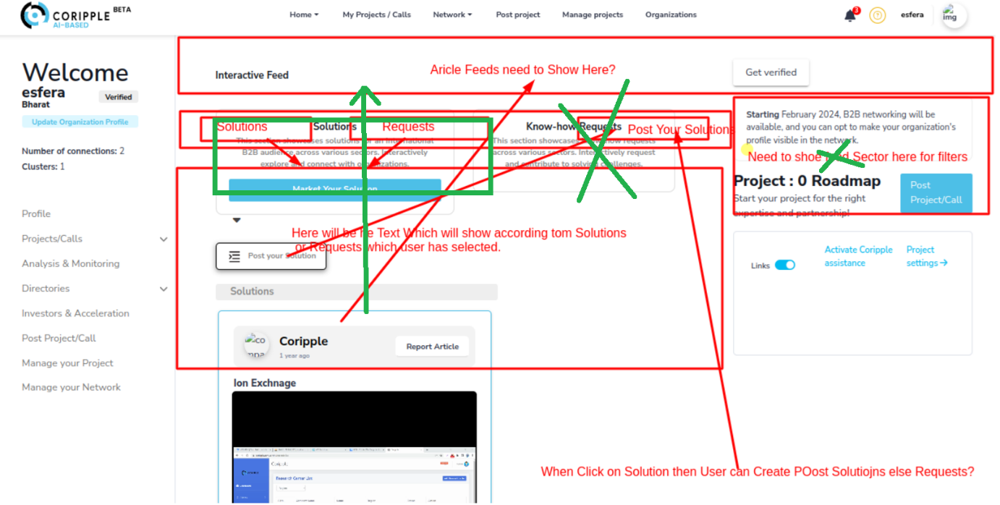 CORIPPLE BETA
AI-BASED
Home
My Projects / Calls
Network
Post project
Manage projects
Organizations
3
esfera
img
Welcome
esfera
Verified
Bharat
Update Organization Profile
Number of connections: 2
Clusters: 1
Profile
Projects/Calls
Analysis & Monitoring
Directories
Investors & Acceleration
Post Project/Call
Manage your Project
Manage your Network
Interactive Feed
Aricle Feeds need to Show Here?
Get verified
Solutions
Solutions
Requests
This section showcases solutions for an international
B2B audience across various sectors. Interactively
explore and connect with organizations.
Market Your Solution
Know-how Requests
Post Your Solutions
This section showcases know-how requests
across various sectors. Interactively request
and contribute to solving challenges.
Starting February 2024, B2B networking will be
available, and you can opt to make your organization's
profile visible in the network.
Need to shoe Sector here for filters
Project : 0 Roadmap
Start your project for the right
expertise and partnership!
Post
Project/Call
Here will be he Text Which will show according tom Solutions
or Requests which user has selected.
Post your Solution
Links
Activate Coripple
assistance
Project
settings
Solutions
co
mpa
Coripple
1 year ago
Report Article
Ion Exchnage
Research Center List
When Click on Solution then User can Create POost Solutiojns else Requests?